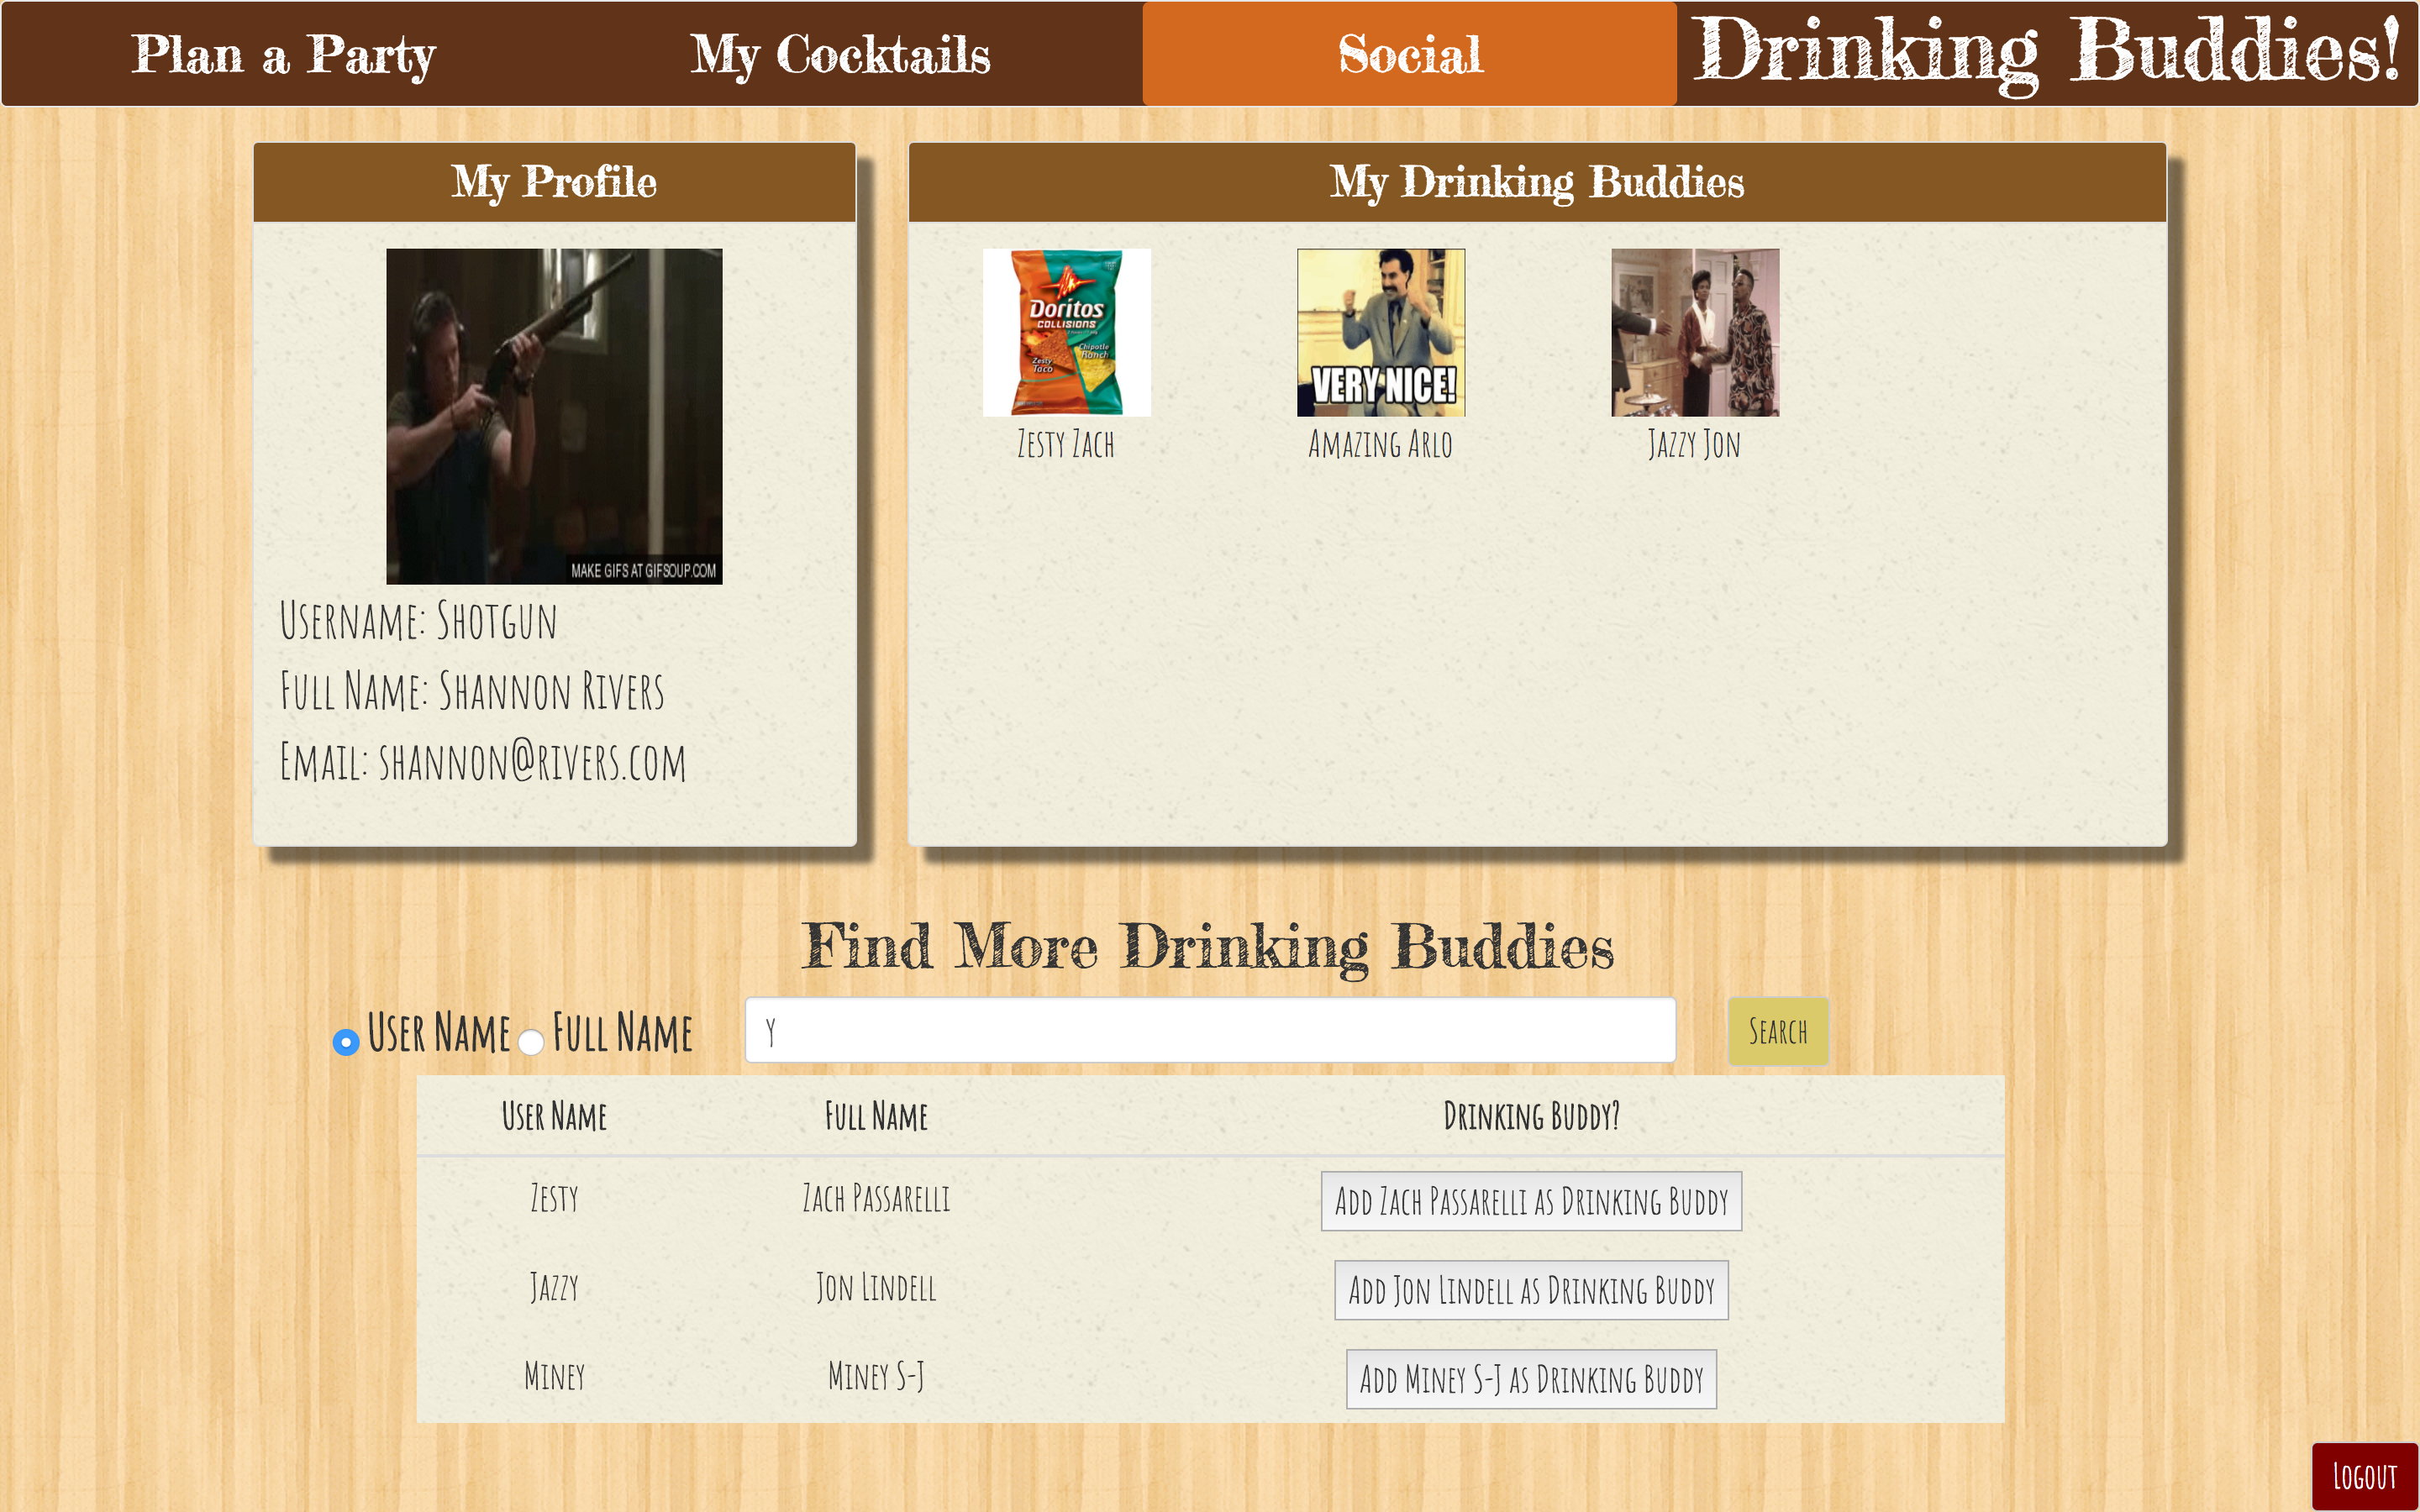 Plan a Party
My Cocktails
Social
Drinking Buddies!
My Profile
MAKE GIFS AT GIFSOUP.COM
Username: Shotgun
Full Name: Shannon Rivers
Email: shannon@rivers.com
My Drinking Buddies
Doritos
COLLISIONS
Zesty
Taco
Chipotle
Ranch
Zesty Zach
VERY NICE!
Amazing Arlo
Jazzy Jon
Find More Drinking Buddies
User Name Full Name Y Search
User Name Full Name Drinking Buddy?
Zesty Zach Passarelli Add Zach Passarelli as Drinking Buddy
Jazzy Jon Lindell Add Jon Lindell as Drinking Buddy
Miney Miney S-J Add Miney S-J as Drinking Buddy
Logout